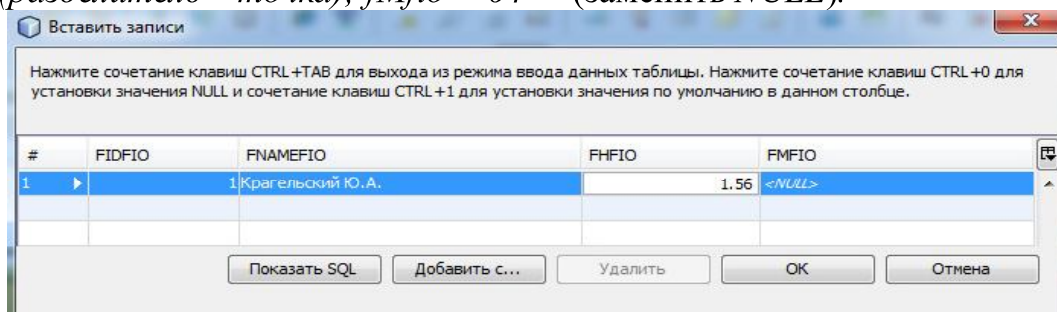 Вставить записи
Нажмите сочетание клавиш CTRL+TAB для выхода из режима ввода данных таблицы. Нажмите сочетание клавиш CTRL+0 для
установки значения NULL и сочетание клавиш CTRL+1 для установки значения по умолчанию в данном столбце.
# FIDFIO FNAMEFIO FHFIO FMFIO
1 1 Крагельский Ю.А. 1.56 <NULL>
Показать SQL Добавить с... Удалить OK Отмена